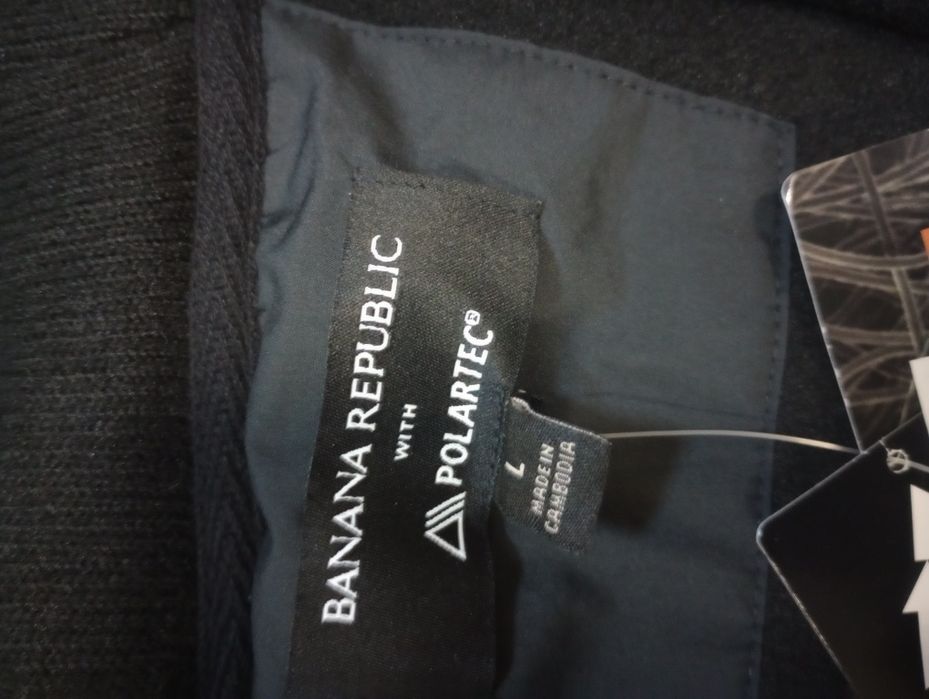 BANANA REPUBLIC
WITH
POLARTEC®
L
MADE IN
CAMBODIA